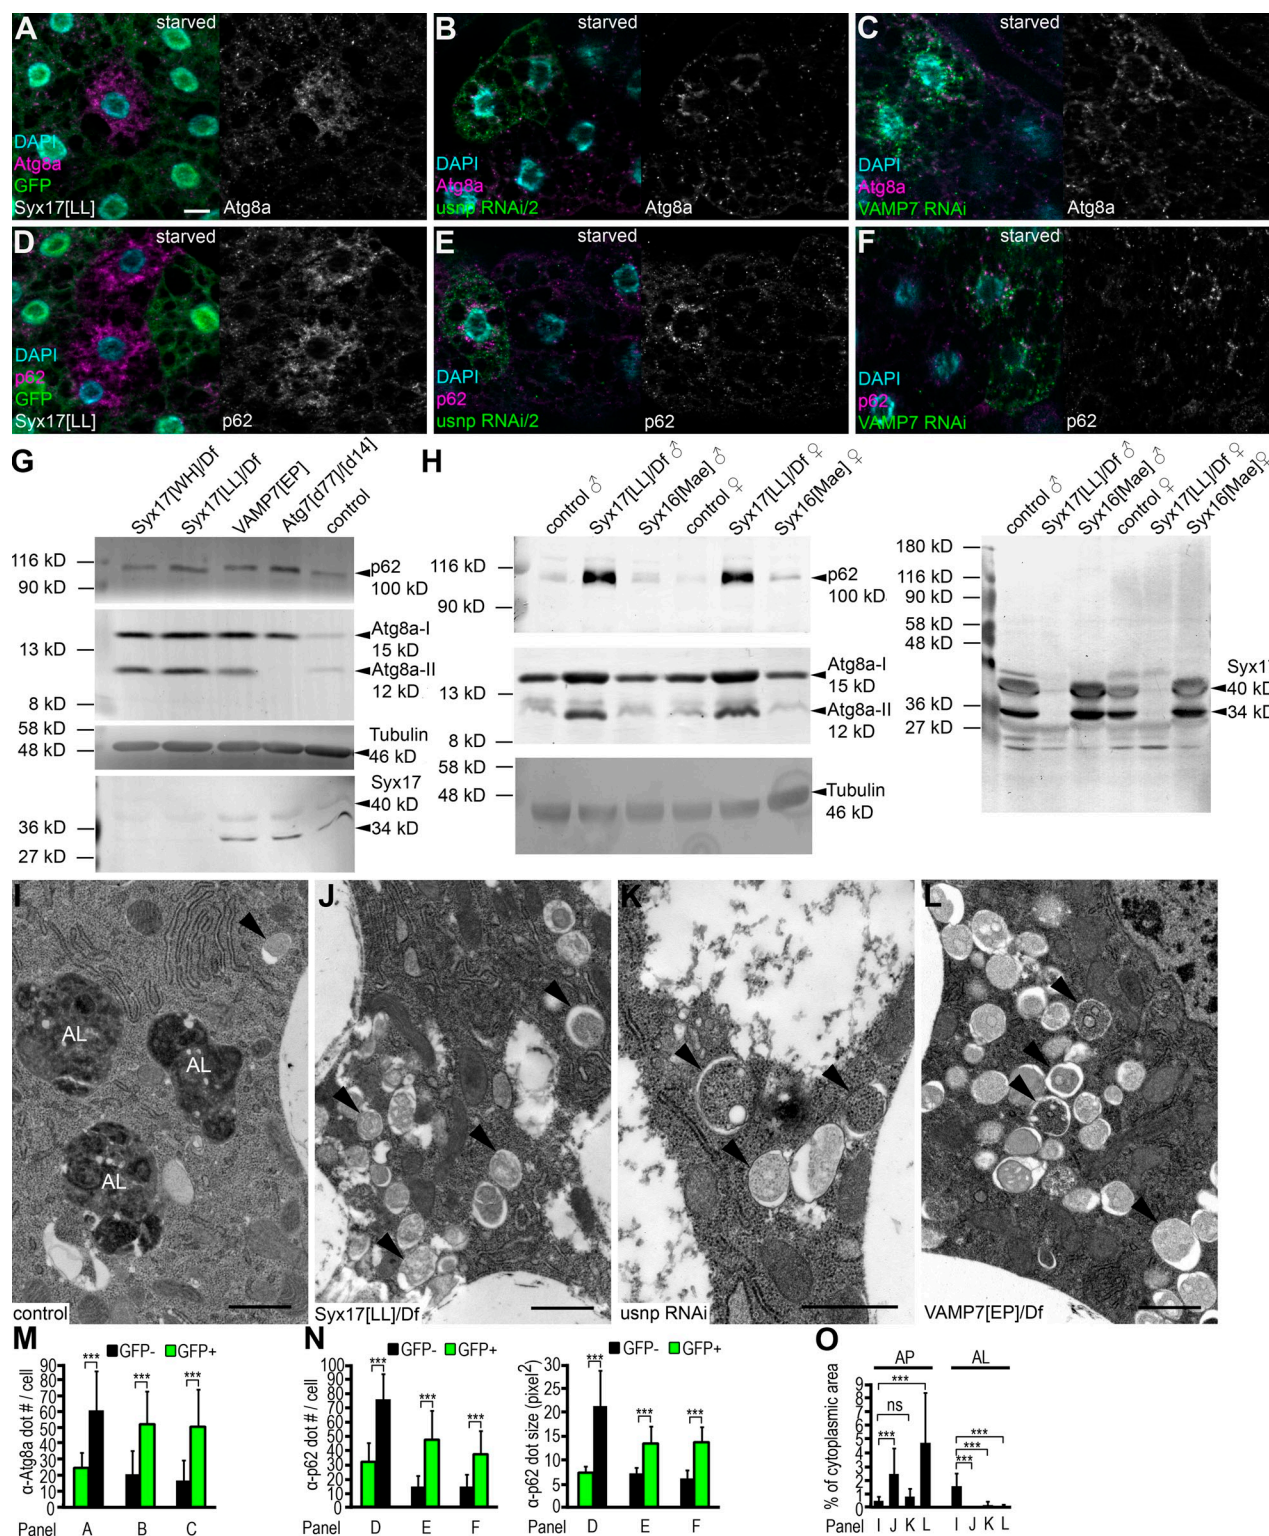 A starved
DAPI
Atg8a
GFP
Syx17[LL]
Atg8a
B starved
DAPI
Atg8a
usnp RNAi/2
Atg8a
C starved
DAPI
Atg8a
VAMP7 RNAi
Atg8a
D starved
DAPI
p62
GFP
Syx17[LL]
p62
E starved
DAPI
p62
usnp RNAi/2
p62
F starved
DAPI
p62
VAMP7 RNAi
p62
G
Syx17[WH]/Df
Syx17[LL]/Df
VAMP7[EP]
Atg7[d77]/[d14]
control
116 kD
90 kD
p62
100 kD
13 kD
8 kD
Atg8a-I
15 kD
Atg8a-II
12 kD
58 kD
48 kD
Tubulin
46 kD
36 kD
27 kD
Syx17
40 kD
34 kD
H
control ♂
Syx17[LL]/Df ♂
Syx16[Mae] ♂
control ♀
Syx17[LL]/Df ♀
Syx16[Mae] ♀
116 kD
90 kD
p62
100 kD
13 kD
8 kD
Atg8a-I
15 kD
Atg8a-II
12 kD
58 kD
48 kD
Tubulin
46 kD
control ♂
Syx17[LL]/Df ♂
Syx16[Mae] ♂
control ♀
Syx17[LL]/Df ♀
Syx16[Mae] ♀
180 kD
116 kD
90 kD
58 kD
48 kD
36 kD
27 kD
Syx17
40 kD
34 kD
I
AL
AL
AL
control
J
Syx17[LL]/Df
K
usnp RNAi
L
VAMP7[EP]/Df
M
GFP- GFP+
α-Atg8a dot # / cell
90
80
70
60
50
40
30
20
10
0
*** *** ***
Panel A B C
N
GFP- GFP+
α-p62 dot # / cell
100
90
80
70
60
50
40
30
20
10
0
*** *** ***
Panel D E F
GFP- GFP+
α-p62 dot size (pixel²)
30
25
20
15
10
5
0
*** *** ***
Panel D E F
O
AP AL
% of cytoplasmic area
9
8
7
6
5
4
3
2
1
0
***
ns
***
***
***
***
Panel I J K L I J K L